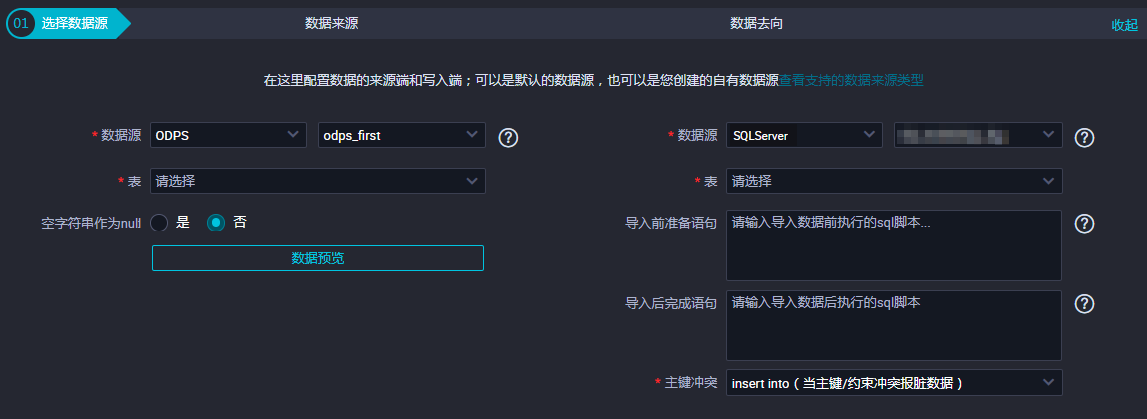 01 选择数据源 数据来源 数据去向 收起
在这里配置数据的来源端和写入端；可以是默认的数据源，也可以是您创建的自有数据源查看支持的数据来源类型
* 数据源 ODPS odps_first ? * 数据源 SQLServer ?
* 表 请选择 * 表 请选择
空字符串作为null 是 否 导入前准备语句 请输入导入数据前执行的sql脚本... ?
数据预览
导入后完成语句 请输入导入数据后执行的sql脚本 ?
* 主键冲突 insert into（当主键/约束冲突报脏数据）